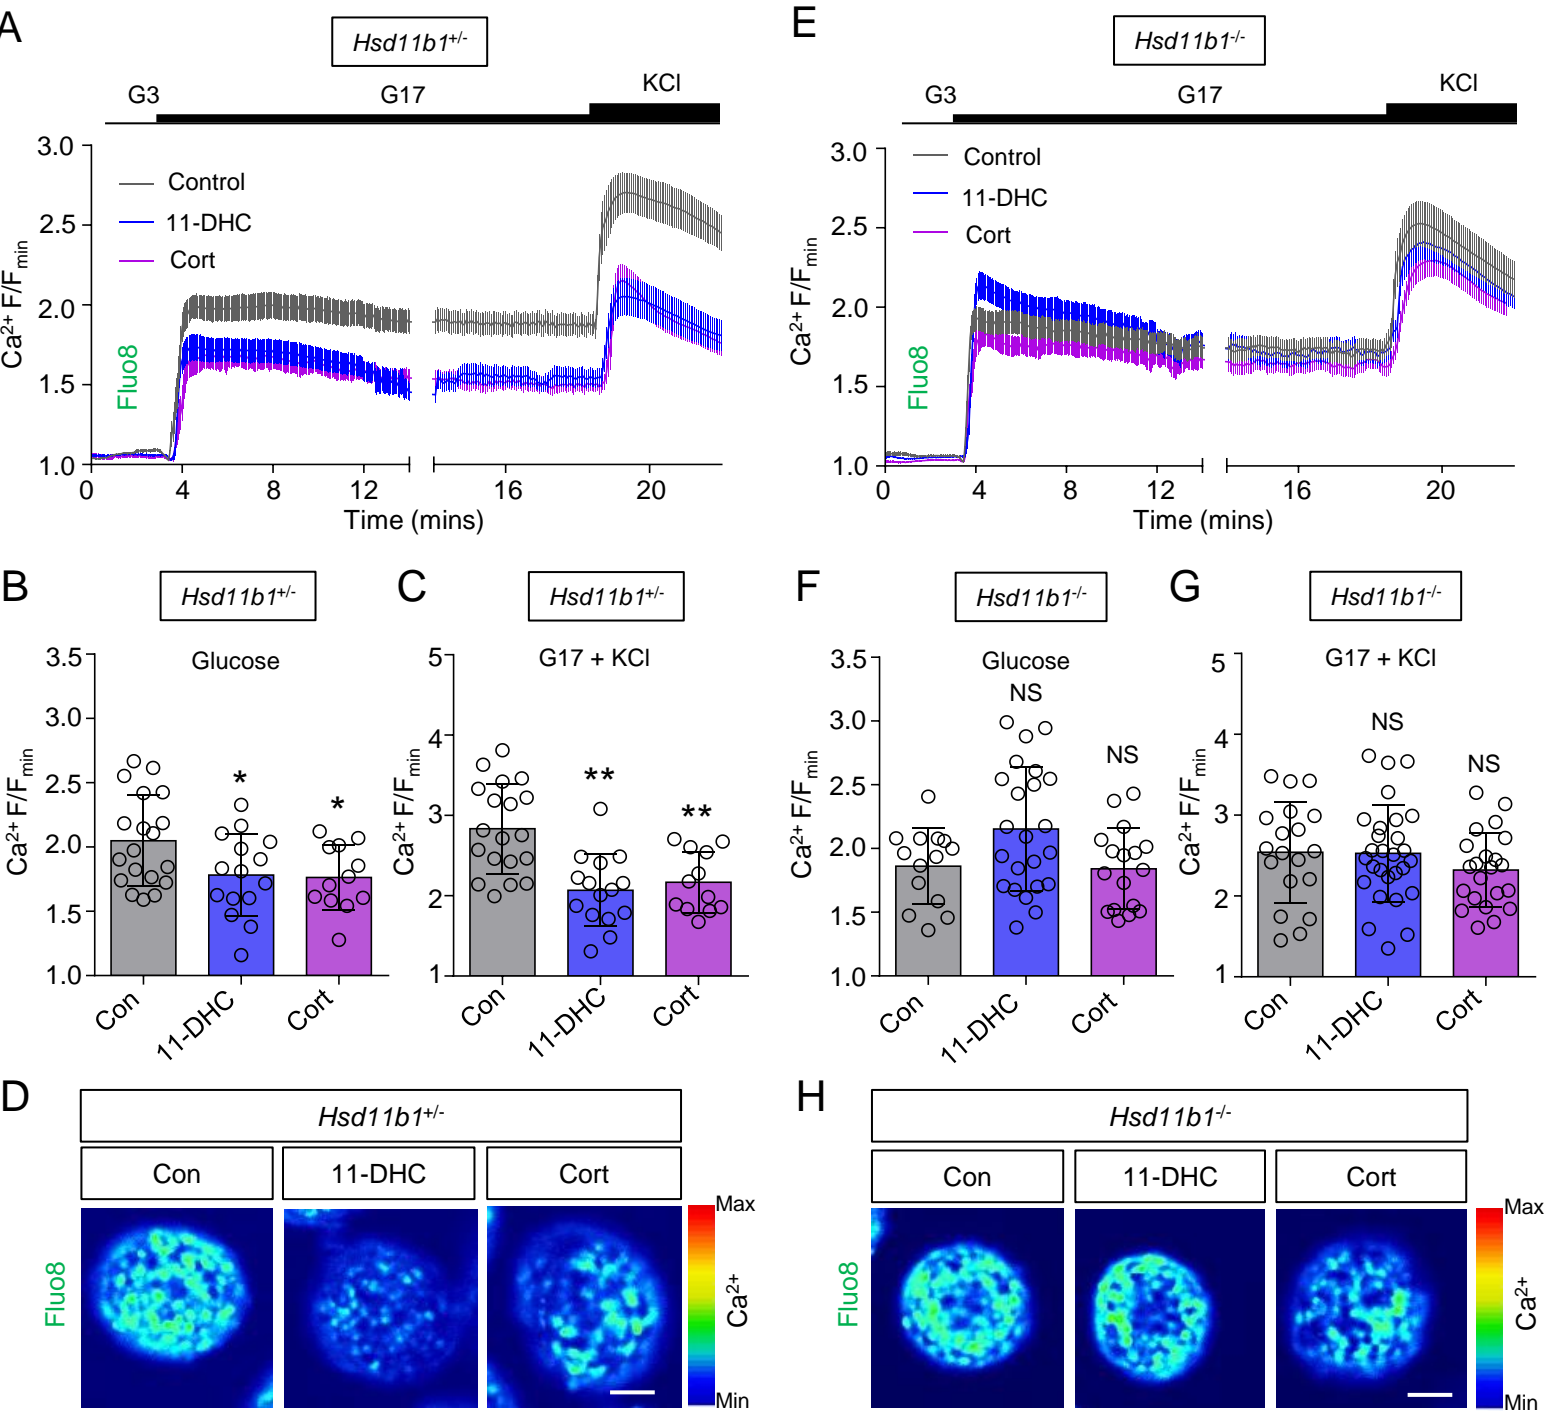 A
Hsd11b1+/-
G3
G17
KCl
3.0
2.5
2.0
1.5
1.0
Ca2+ F/Fmin
Fluo8
Control
11-DHC
Cort
0
4
8
12
16
20
Time (mins)
E
Hsd11b1-/-
G3
G17
KCl
3.0
2.5
2.0
1.5
1.0
Ca2+ F/Fmin
Fluo8
Control
11-DHC
Cort
0
4
8
12
16
20
Time (mins)
B
Hsd11b1+/-
Glucose
3.5
3.0
2.5
2.0
1.5
1.0
Ca2+ F/Fmin
*
*
Con
11-DHC
Cort
C
Hsd11b1+/-
G17 + KCl
5
4
3
2
1
Ca2+ F/Fmin
**
**
Con
11-DHC
Cort
F
Hsd11b1-/-
Glucose
3.5
3.0
2.5
2.0
1.5
1.0
Ca2+ F/Fmin
NS
NS
Con
11-DHC
Cort
G
Hsd11b1-/-
G17 + KCl
5
4
3
2
1
Ca2+ F/Fmin
NS
NS
Con
11-DHC
Cort
D
Hsd11b1+/-
Con
11-DHC
Cort
Fluo8
Max
Ca2+
Min
H
Hsd11b1-/-
Con
11-DHC
Cort
Fluo8
Max
Ca2+
Min